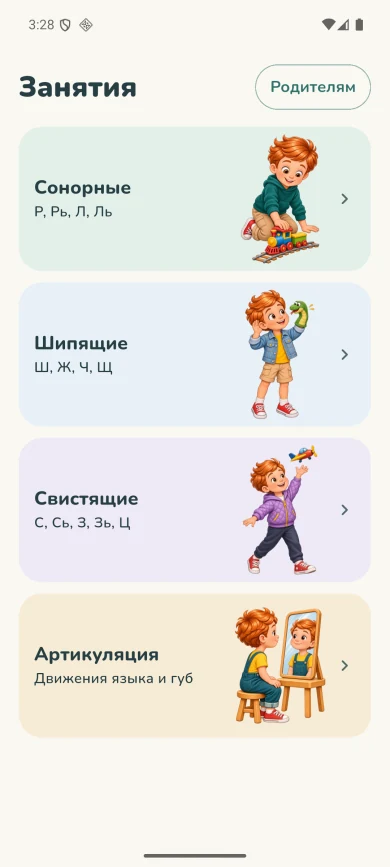 3:28
Занятия
Родителям
Сонорные
Р, Рь, Л, Ль
Шипящие
Ш, Ж, Ч, Щ
Свистящие
С, Сь, З, Зь, Ц
Артикуляция
Движения языка и губ